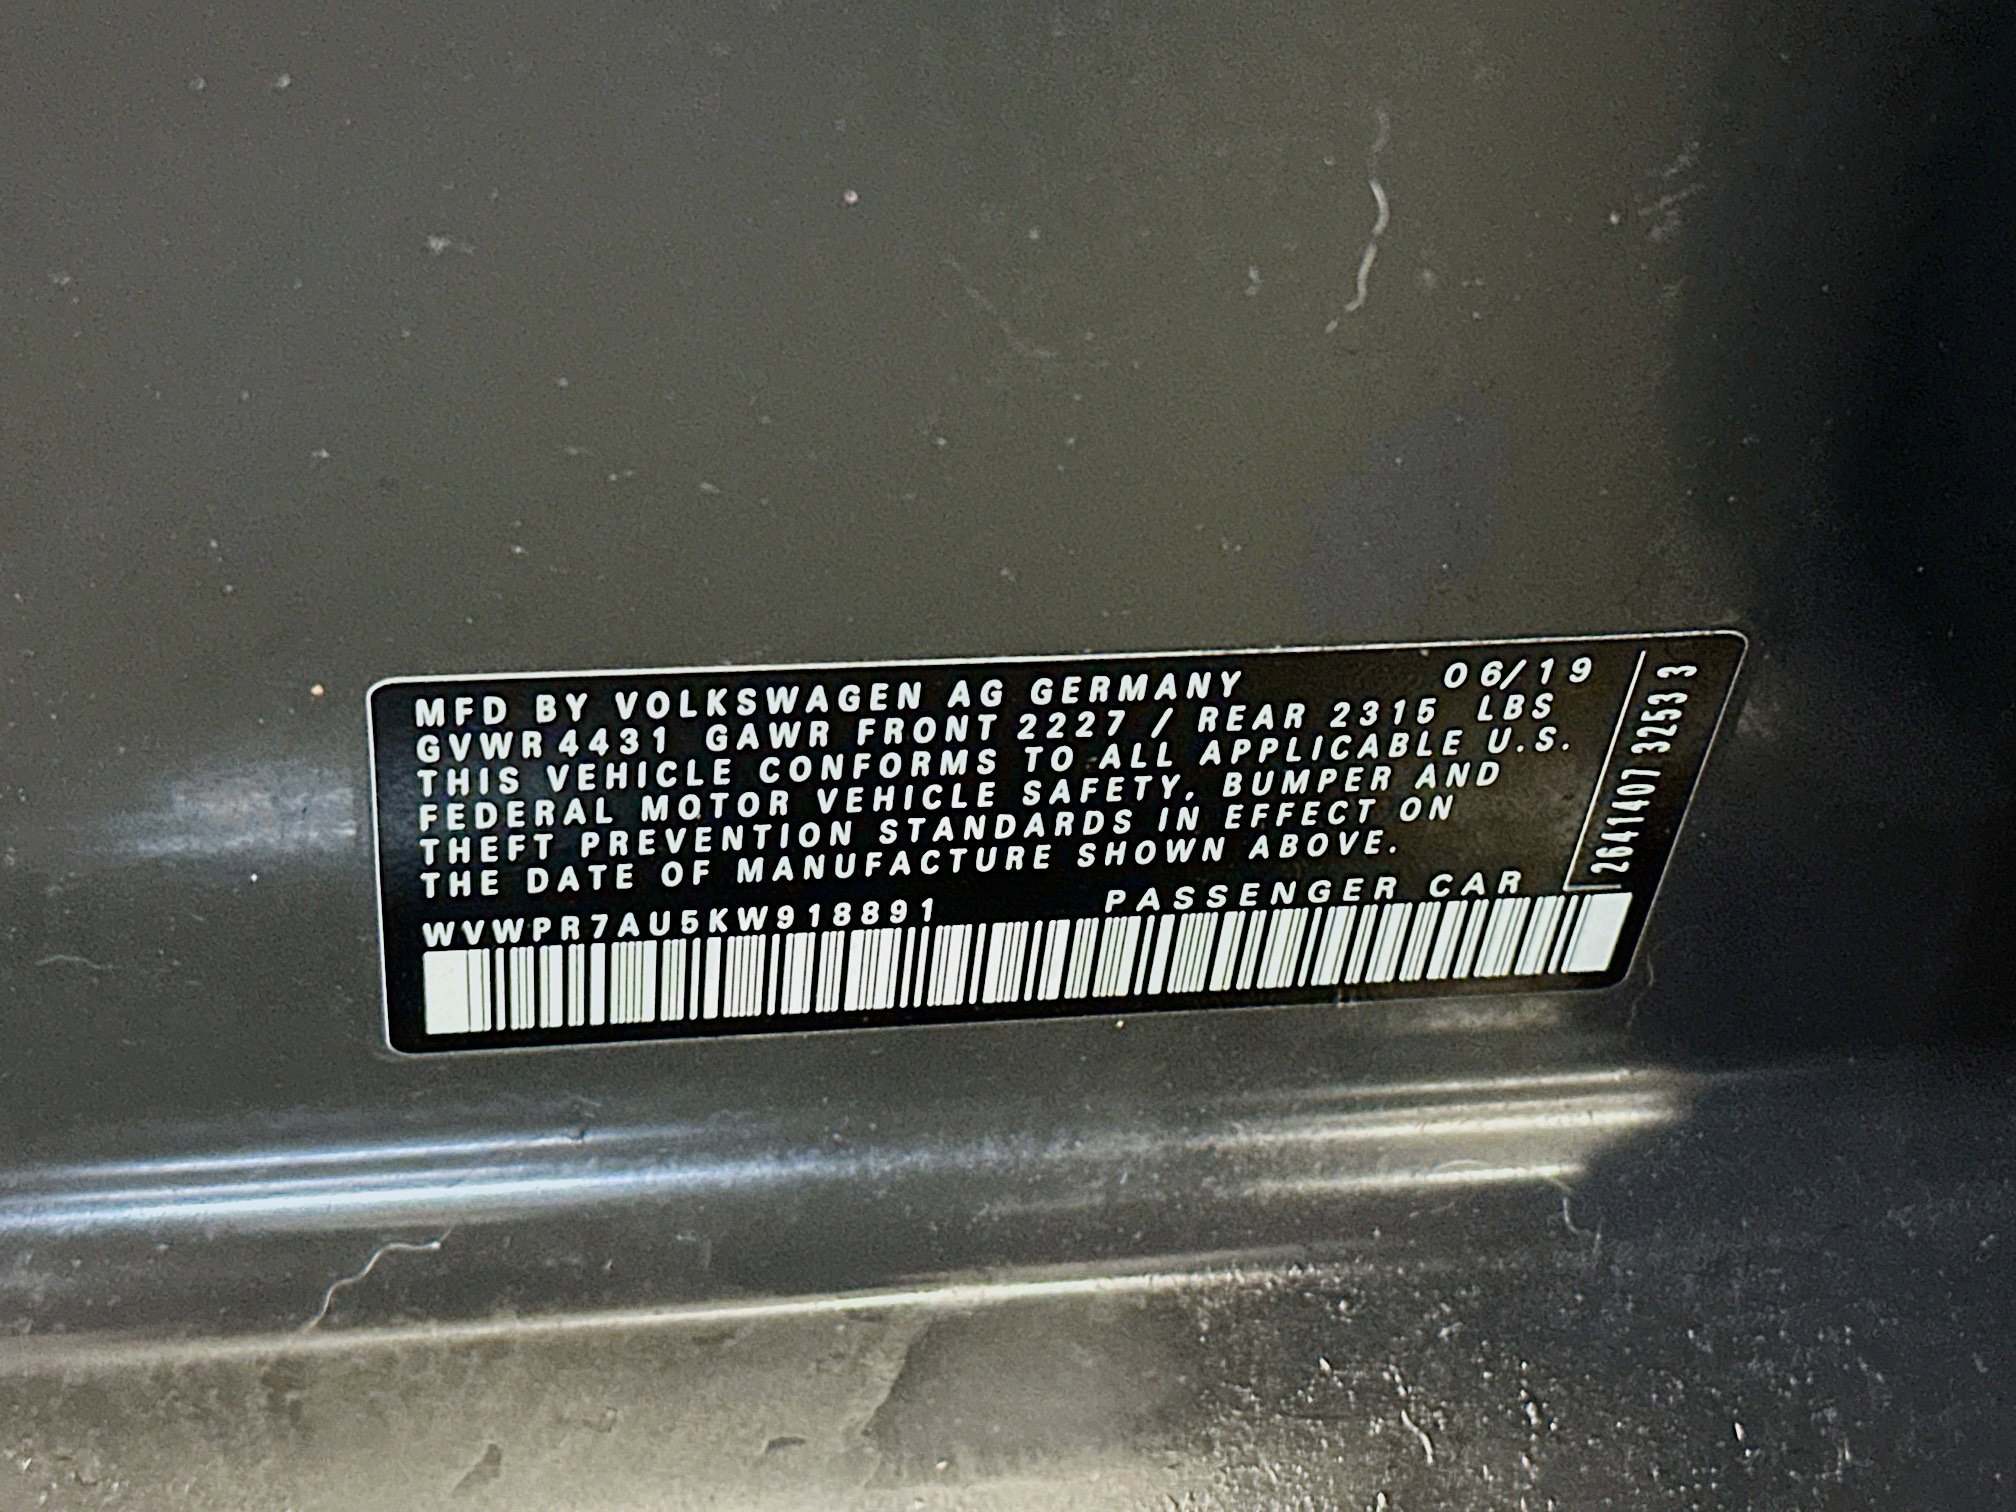 MFD BY VOLKSWAGEN AG GERMANY 06/19
GVWR 4431 GAWR FRONT 2227 / REAR 2315 LBS
THIS VEHICLE CONFORMS TO ALL APPLICABLE U.S.
FEDERAL MOTOR VEHICLE SAFETY, BUMPER AND
THEFT PREVENTION STANDARDS IN EFFECT ON
THE DATE OF MANUFACTURE SHOWN ABOVE.
WVWPR7AU5KW918891 PASSENGER CAR
2641407 3253 3